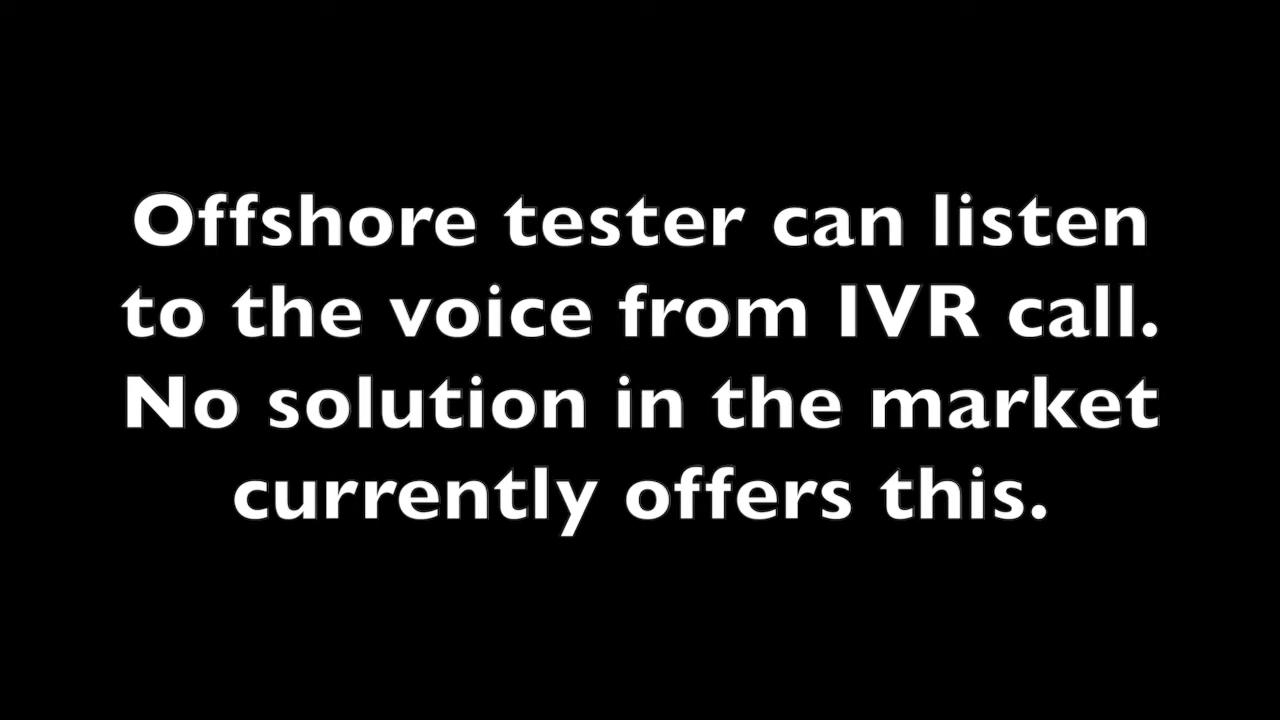 Offshore tester can listen
to the voice from IVR call.
No solution in the market
currently offers this.